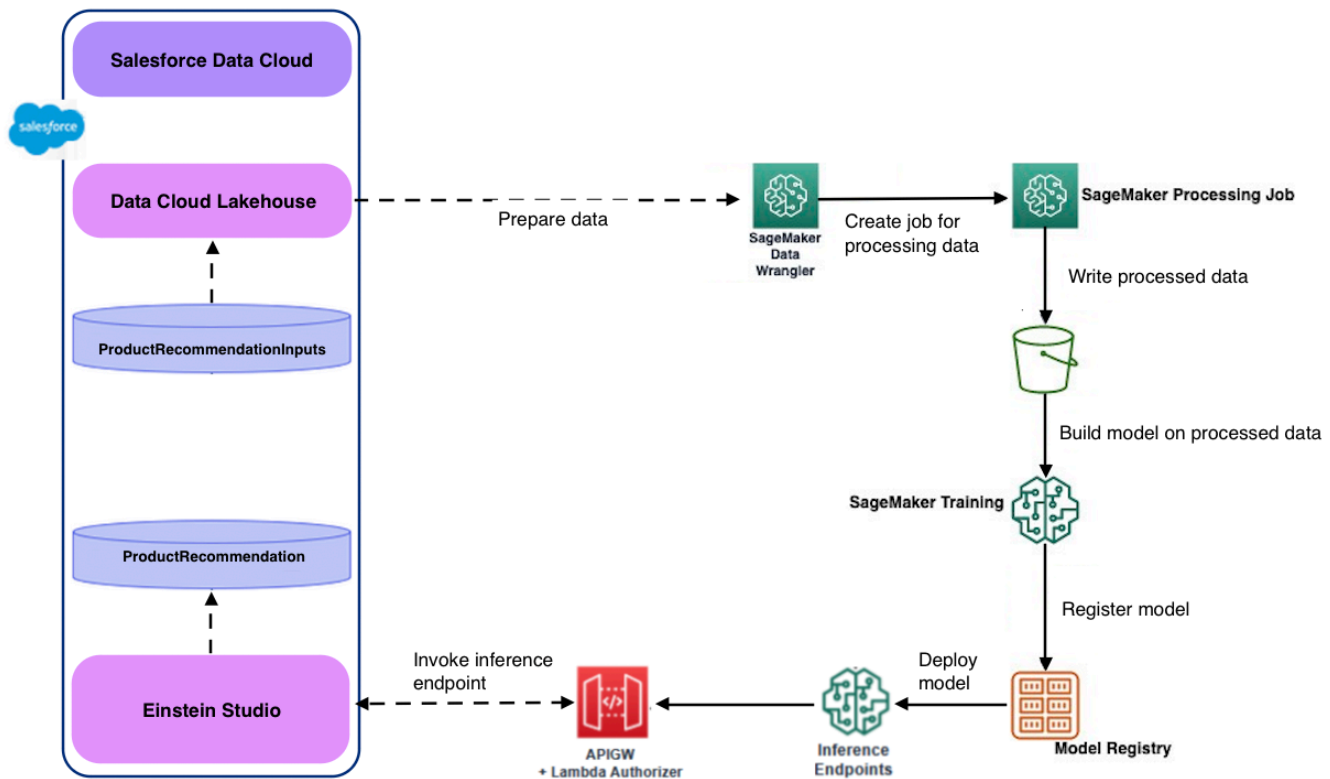 Salesforce Data Cloud
salesforce
Data Cloud Lakehouse
Prepare data
SageMaker
Data
Wrangler
Create job for
processing data
SageMaker Processing Job
Write processed data
ProductRecommendationInputs
Build model on processed data
SageMaker Training
ProductRecommendation
Register model
Invoke inference
endpoint
Deploy
model
Einstein Studio
</>
APIGW
+ Lambda Authorizer
Inference
Endpoints
Model Registry